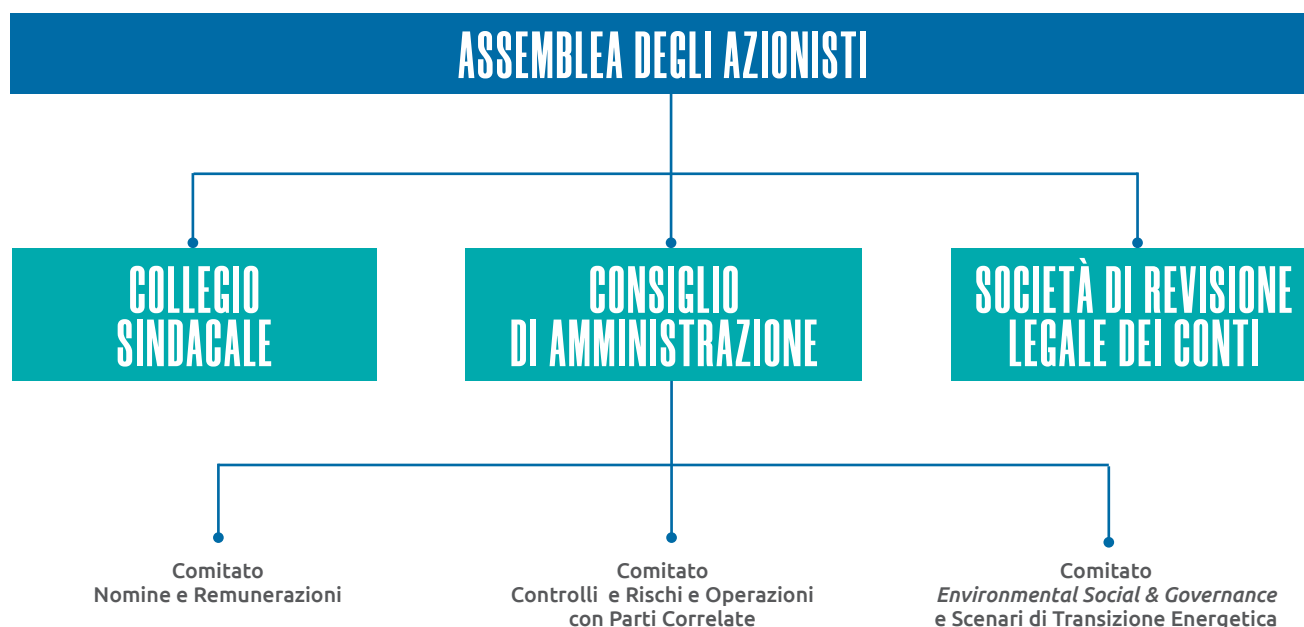 ASSEMBLEA DEGLI AZIONISTI
COLLEGIO
SINDACALE
CONSIGLIO
DI AMMINISTRAZIONE
SOCIETÀ DI REVISIONE
LEGALE DEI CONTI
Comitato
Nomine e Remunerazioni
Comitato
Controlli e Rischi e Operazioni
con Parti Correlate
Comitato
Environmental Social & Governance
e Scenari di Transizione Energetica